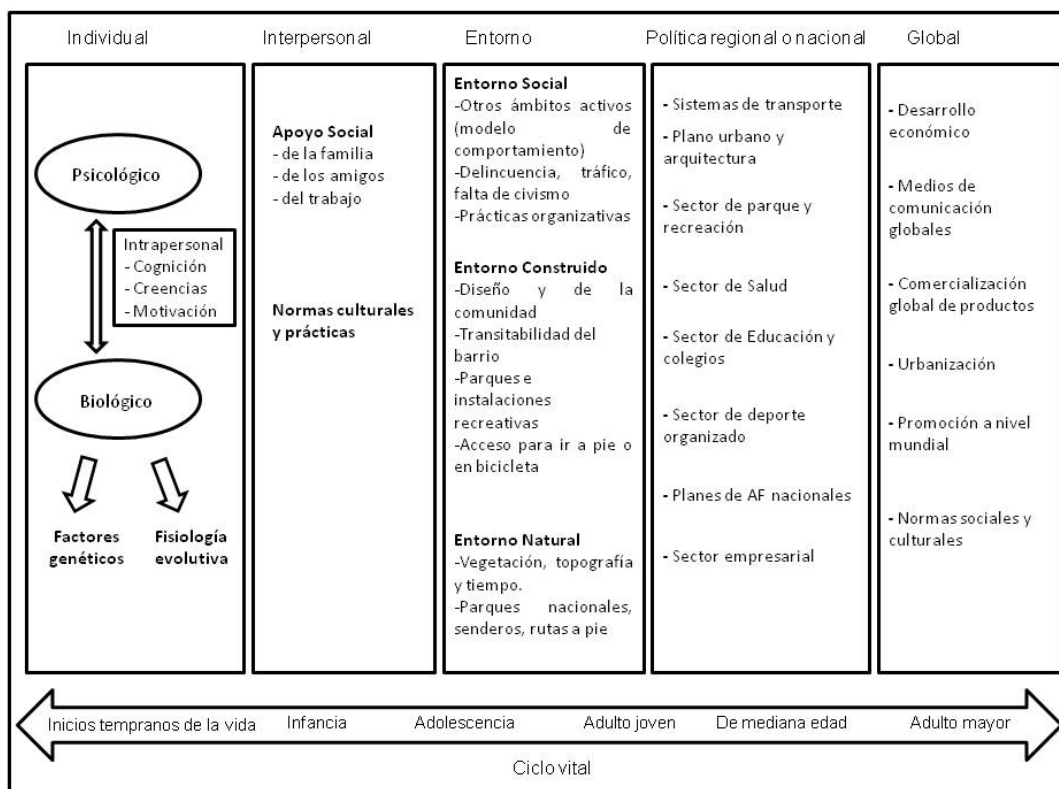 Individual
Interpersonal
Entorno
Política regional o nacional
Global
Psicológico
Intrapersonal
- Cognición
- Creencias
- Motivación
Biológico
Factores
genéticos
Fisiología
evolutiva
Apoyo Social
- de la familia
- de los amigos
- del trabajo
Normas culturales
y prácticas
Entorno Social
-Otros ámbitos activos
(modelo de
comportamiento)
-Delincuencia, tráfico,
falta de civismo
-Prácticas organizativas
Entorno Construido
-Diseño y de la
comunidad
-Transitabilidad del
barrio
-Parques e
instalaciones
recreativas
-Acceso para ir a pie o
en bicicleta
Entorno Natural
-Vegetación, topografía
y tiempo.
-Parques nacionales,
senderos, rutas a pie
- Sistemas de transporte
- Plano urbano y
arquitectura
- Sector de parque y
recreación
- Sector de Salud
- Sector de Educación y
colegios
- Sector de deporte
organizado
- Planes de AF nacionales
- Sector empresarial
- Desarrollo
económico
- Medios de
comunicación
globales
- Comercialización
global de productos
- Urbanización
- Promoción a nivel
mundial
- Normas sociales y
culturales
Inicios tempranos de la vida
Infancia
Adolescencia
Adulto joven
De mediana edad
Adulto mayor
Ciclo vital